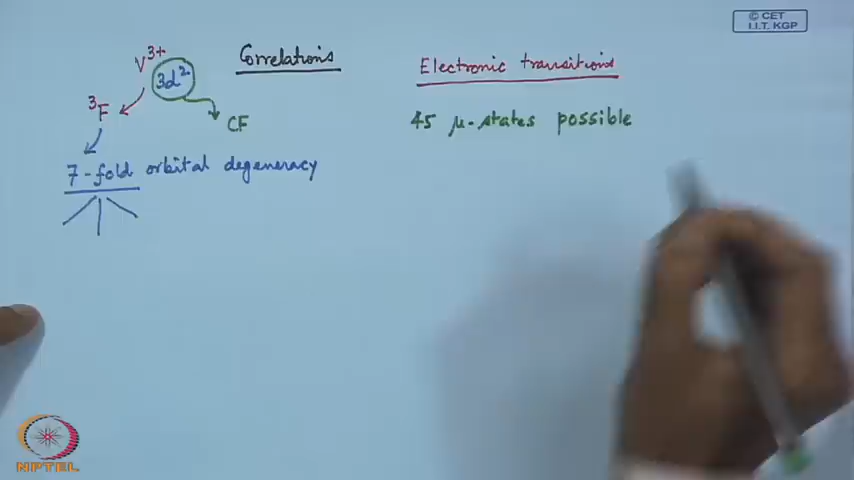 © CET
I.I.T. KGP
V³⁺ Correlations
3d²
³F
CF
7-fold orbital degeneracy
Electronic transitions
45 μ-states possible
NPTEL